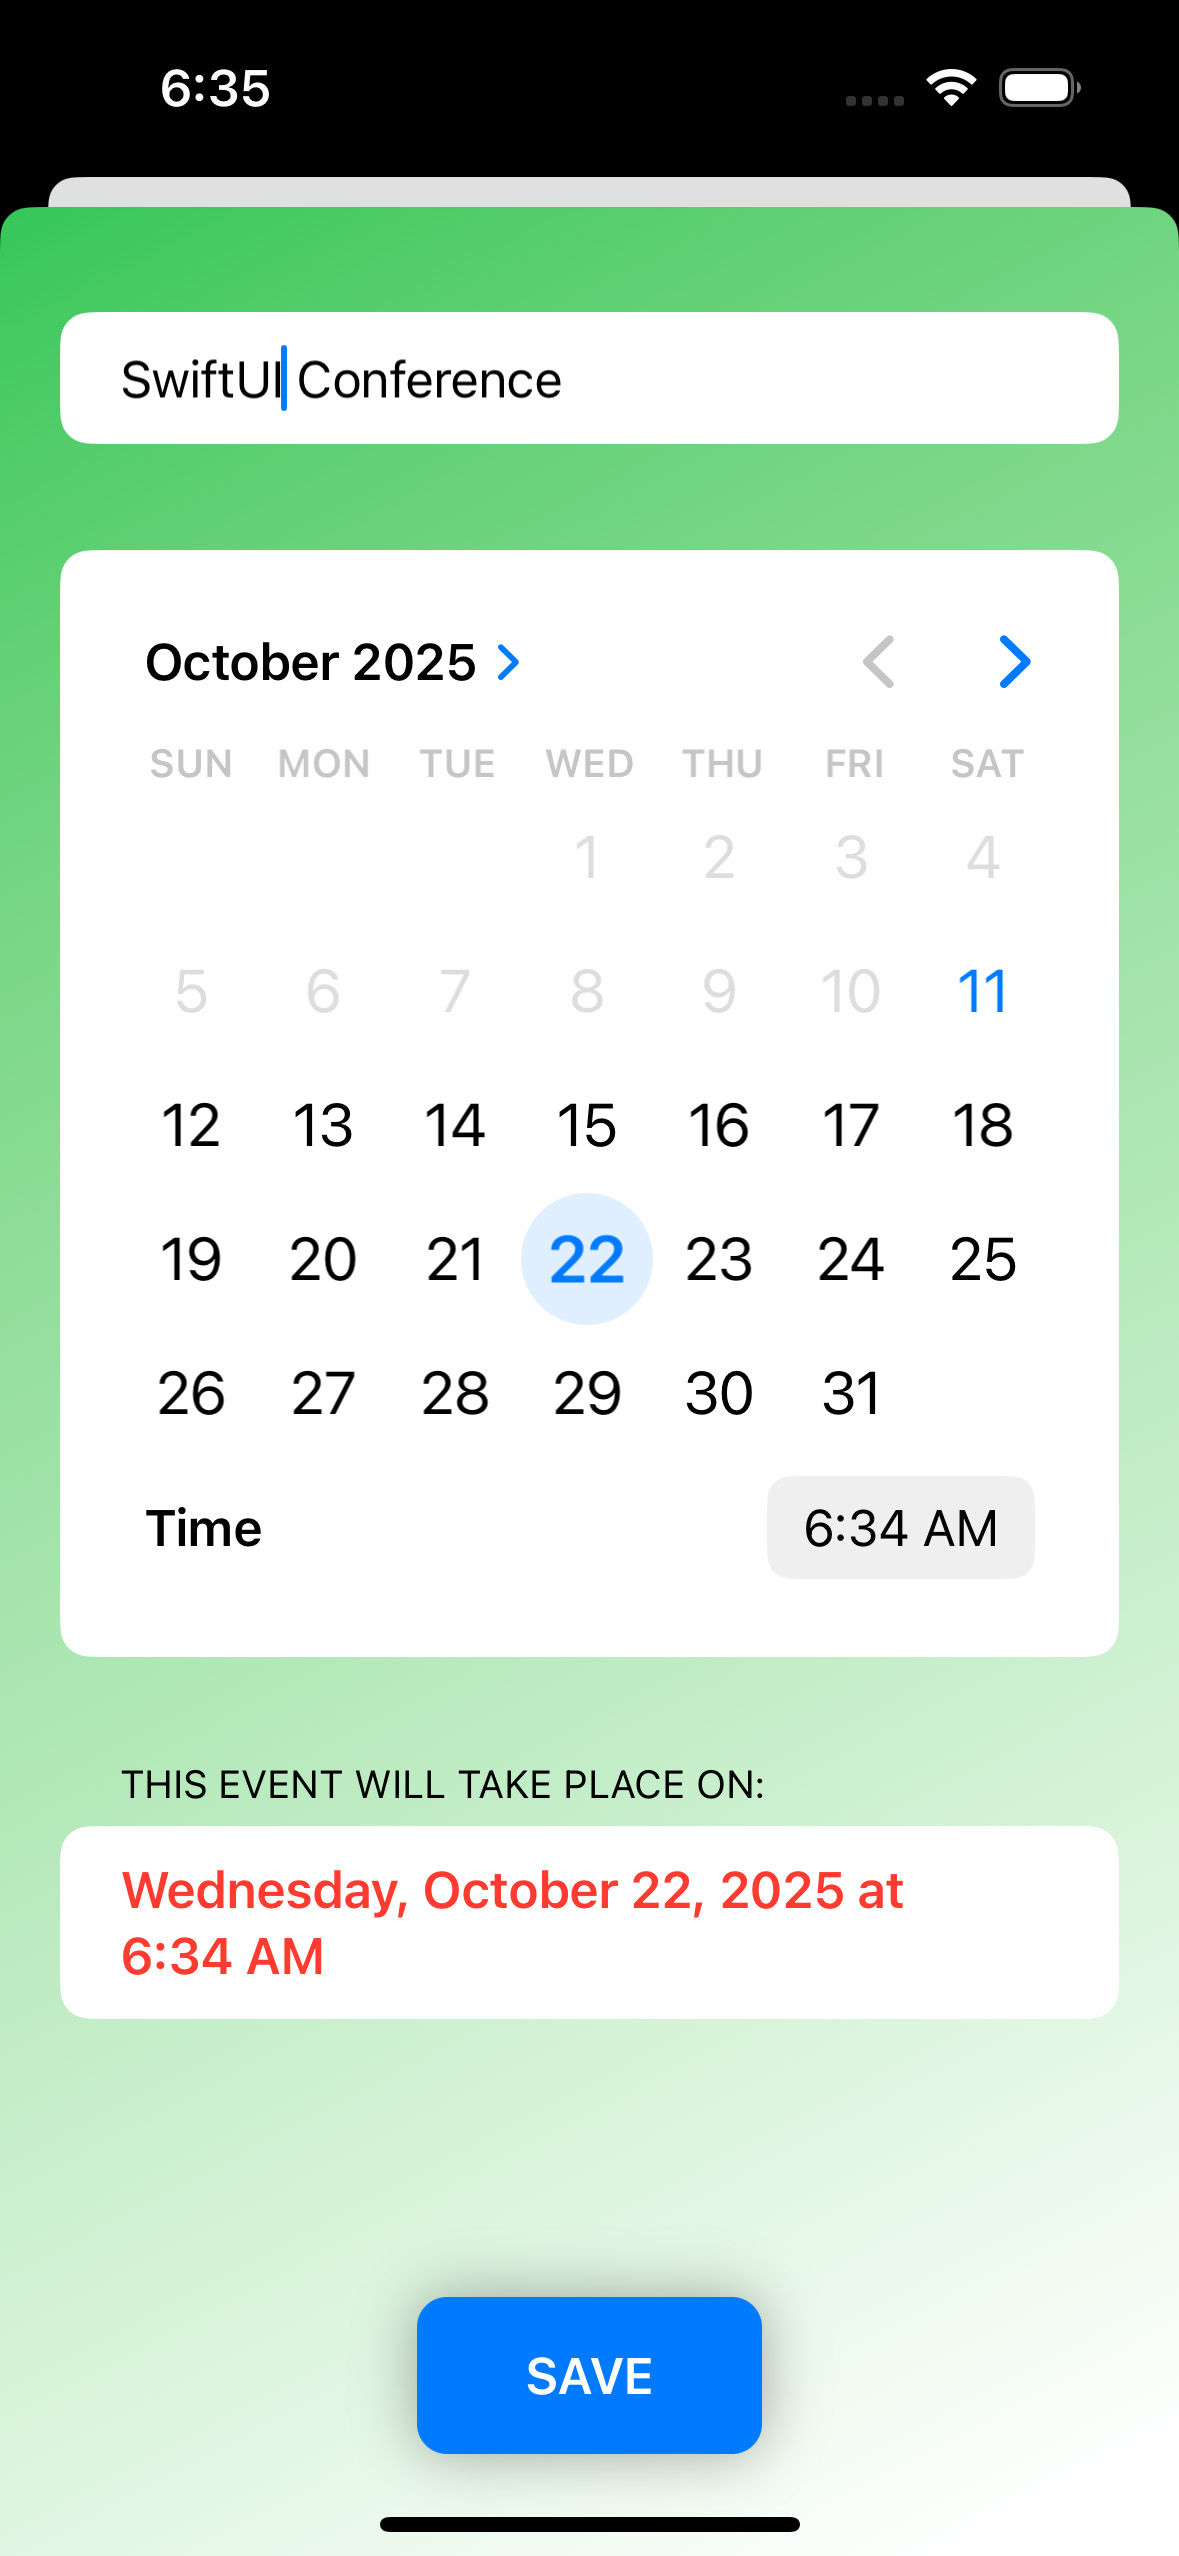 6:35
SwiftUI Conference
October 2025
SUN MON TUE WED THU FRI SAT
1 2 3 4
5 6 7 8 9 10 11
12 13 14 15 16 17 18
19 20 21 22 23 24 25
26 27 28 29 30 31
Time 6:34 AM
THIS EVENT WILL TAKE PLACE ON:
Wednesday, October 22, 2025 at
6:34 AM
SAVE